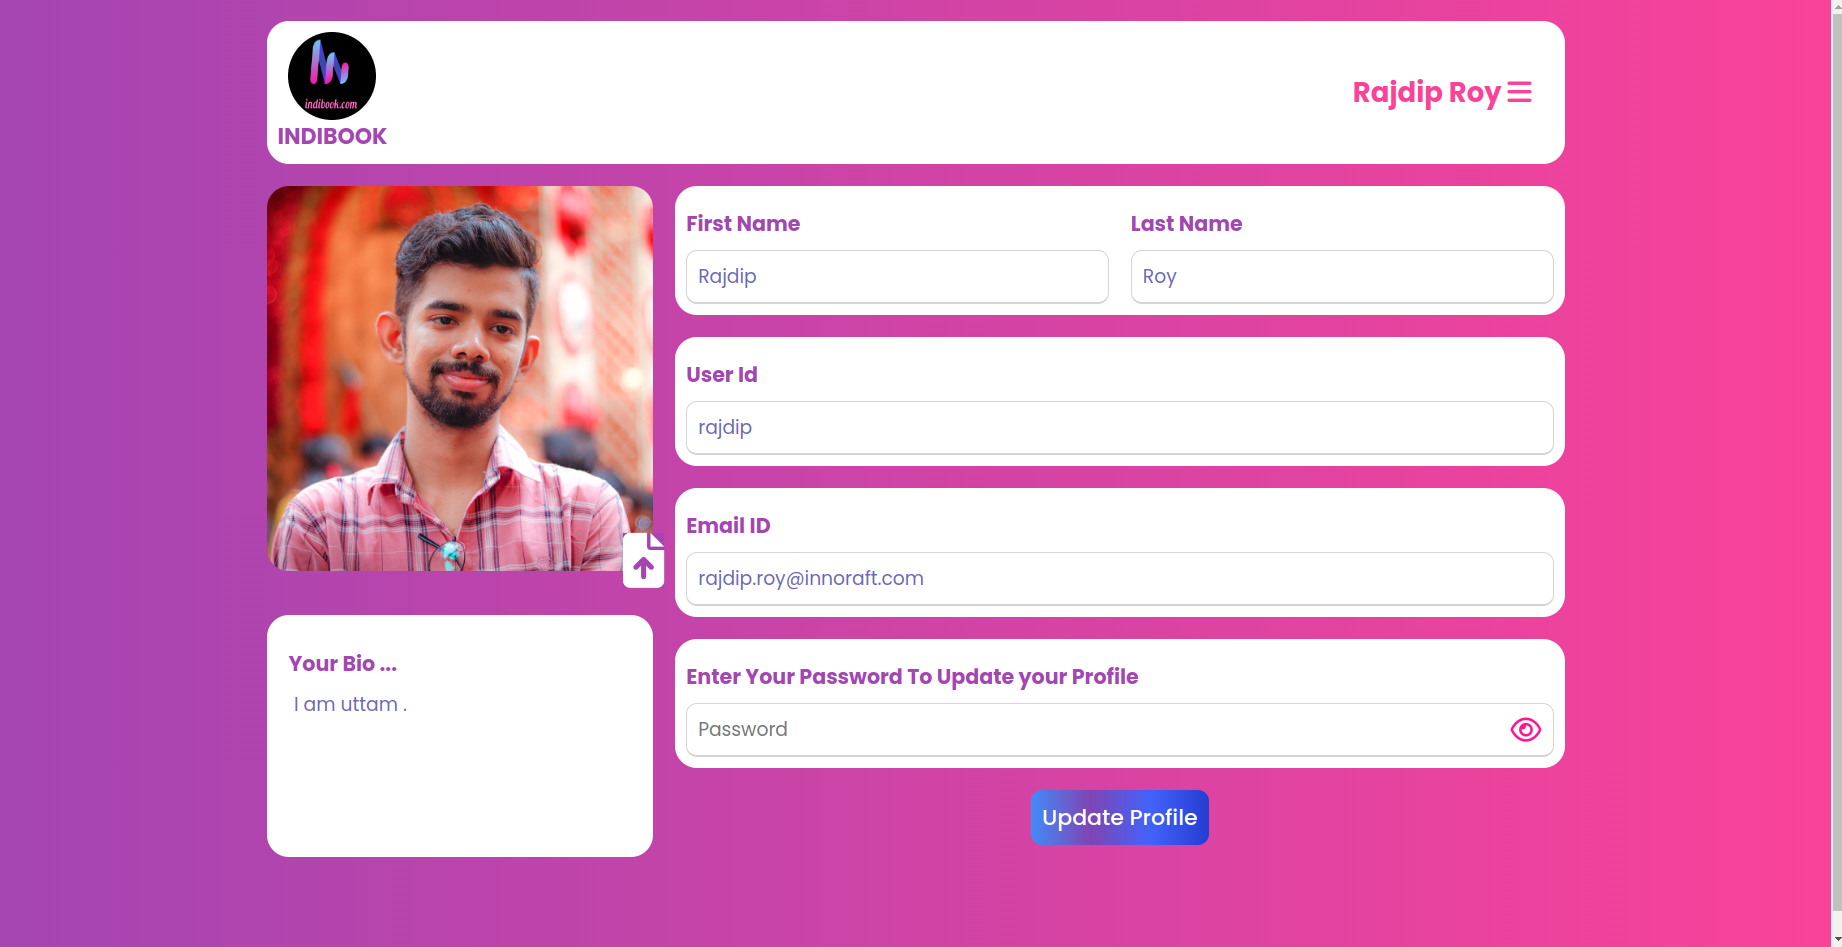 indibook.com
INDIBOOK
Rajdip Roy
First Name
Last Name
Rajdip
Roy
User Id
rajdip
Email ID
rajdip.roy@innoraft.com
Your Bio ...
I am uttam .
Enter Your Password To Update your Profile
Password
Update Profile